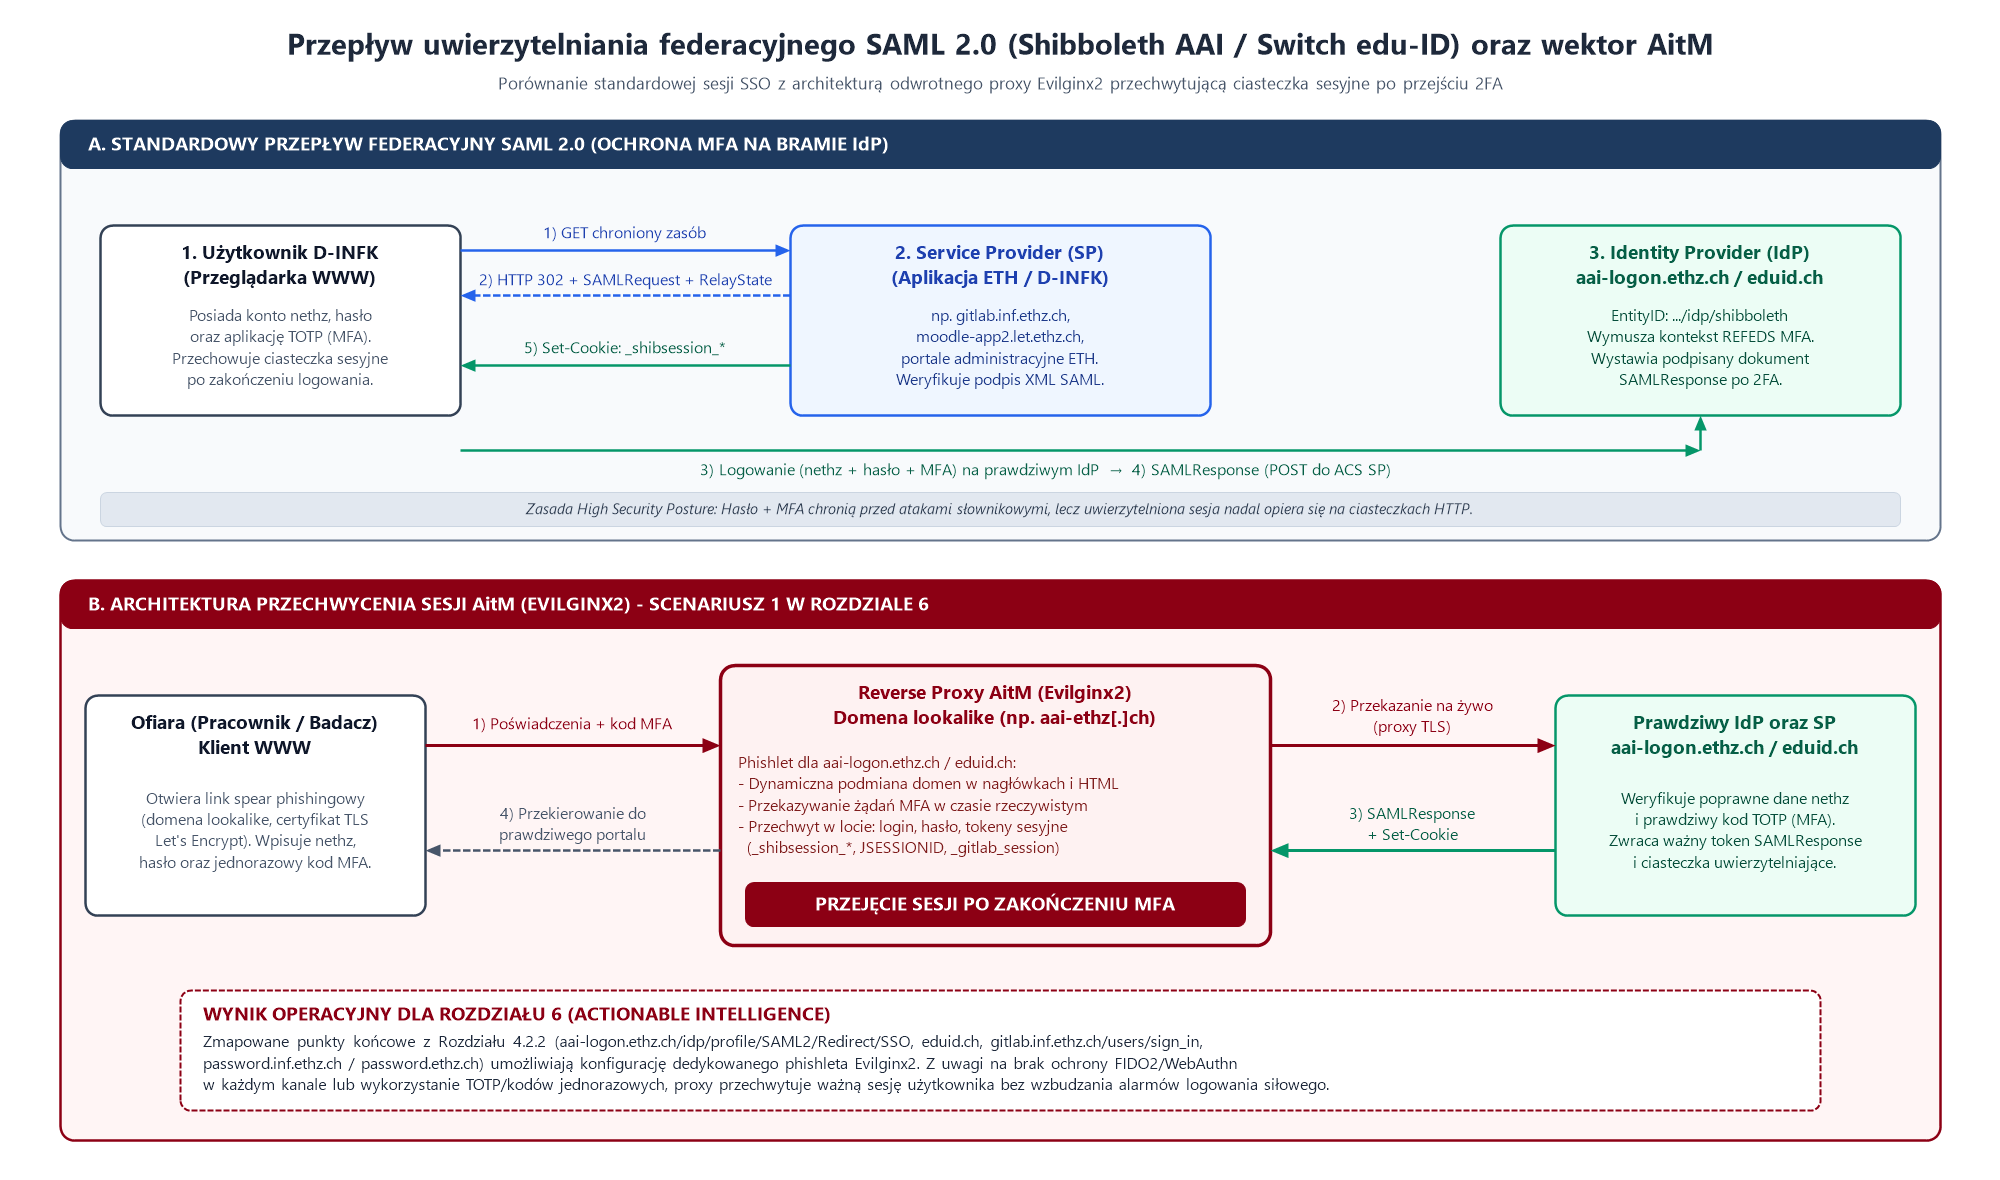 Przepływ uwierzytelniania federacyjnego SAML 2.0 (Shibboleth AAI / Switch edu-ID) oraz wektor AitM
Porównanie standardowej sesji SSO z architekturą odwrotnego proxy Evilginx2 przechwytującą ciasteczka sesyjne po przejściu 2FA
A. STANDARDOWY PRZEPŁYW FEDERACYJNY SAML 2.0 (OCHRONA MFA NA BRAMIE IdP)
1. Użytkownik D-INFK
(Przeglądarka WWW)
Posiada konto nethz, hasło
oraz aplikację TOTP (MFA).
Przechowuje ciasteczka sesyjne
po zakończeniu logowania.
1) GET chroniony zasób
2) HTTP 302 + SAMLRequest + RelayState
5) Set-Cookie: _shibsession_*
2. Service Provider (SP)
(Aplikacja ETH / D-INFK)
np. gitlab.inf.ethz.ch,
moodle-app2.let.ethz.ch,
portale administracyjne ETH.
Weryfikuje podpis XML SAML.
3. Identity Provider (IdP)
aai-logon.ethz.ch / eduid.ch
EntityID: .../idp/shibboleth
Wymusza kontekst REFEDS MFA.
Wystawia podpisany dokument
SAMLResponse po 2FA.
3) Logowanie (nethz + hasło + MFA) na prawdziwym IdP → 4) SAMLResponse (POST do ACS SP)
Zasada High Security Posture: Hasło + MFA chronią przed atakami słownikowymi, lecz uwierzytelniona sesja nadal opiera się na ciasteczkach HTTP.
B. ARCHITEKTURA PRZECHWYCENIA SESJI AitM (EVILGINX2) - SCENARIUSZ 1 W ROZDZIALE 6
Ofiara (Pracownik / Badacz)
Klient WWW
Otwiera link spear phishingowy
(domena lookalike, certyfikat TLS
Let's Encrypt). Wpisuje nethz,
hasło oraz jednorazowy kod MFA.
1) Poświadczenia + kod MFA
4) Przekierowanie do
prawdziwego portalu
Reverse Proxy AitM (Evilginx2)
Domena lookalike (np. aai-ethz[.]ch)
Phishlet dla aai-logon.ethz.ch / eduid.ch:
- Dynamiczna podmiana domen w nagłówkach i HTML
- Przekazywanie żądań MFA w czasie rzeczywistym
- Przechwyt w locie: login, hasło, tokeny sesyjne
(_shibsession_*, JSESSIONID, _gitlab_session)
PRZEJĘCIE SESJI PO ZAKOŃCZENIU MFA
2) Przekazanie na żywo
(proxy TLS)
3) SAMLResponse
+ Set-Cookie
Prawdziwy IdP oraz SP
aai-logon.ethz.ch / eduid.ch
Weryfikuje poprawne dane nethz
i prawdziwy kod TOTP (MFA).
Zwraca ważny token SAMLResponse
i ciasteczka uwierzytelniające.
WYNIK OPERACYJNY DLA ROZDZIAŁU 6 (ACTIONABLE INTELLIGENCE)
Zmapowane punkty końcowe z Rozdziału 4.2.2 (aai-logon.ethz.ch/idp/profile/SAML2/Redirect/SSO, eduid.ch, gitlab.inf.ethz.ch/users/sign_in,
password.inf.ethz.ch / password.ethz.ch) umożliwiają konfigurację dedykowanego phishleta Evilginx2. Z uwagi na brak ochrony FIDO2/WebAuthn
w każdym kanale lub wykorzystanie TOTP/kodów jednorazowych, proxy przechwytuje ważną sesję użytkownika bez wzbudzania alarmów logowania siłowego.